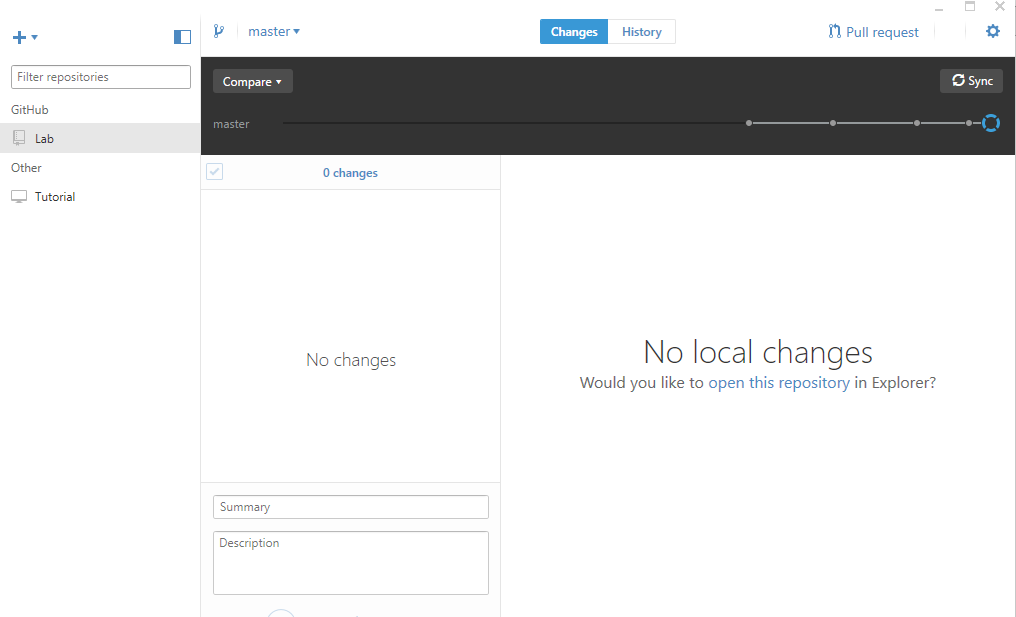 master
Changes
History
Pull request
Filter repositories
GitHub
Lab
Other
Tutorial
Compare
Sync
master
0 changes
No changes
Summary
Description
No local changes
Would you like to open this repository in Explorer?